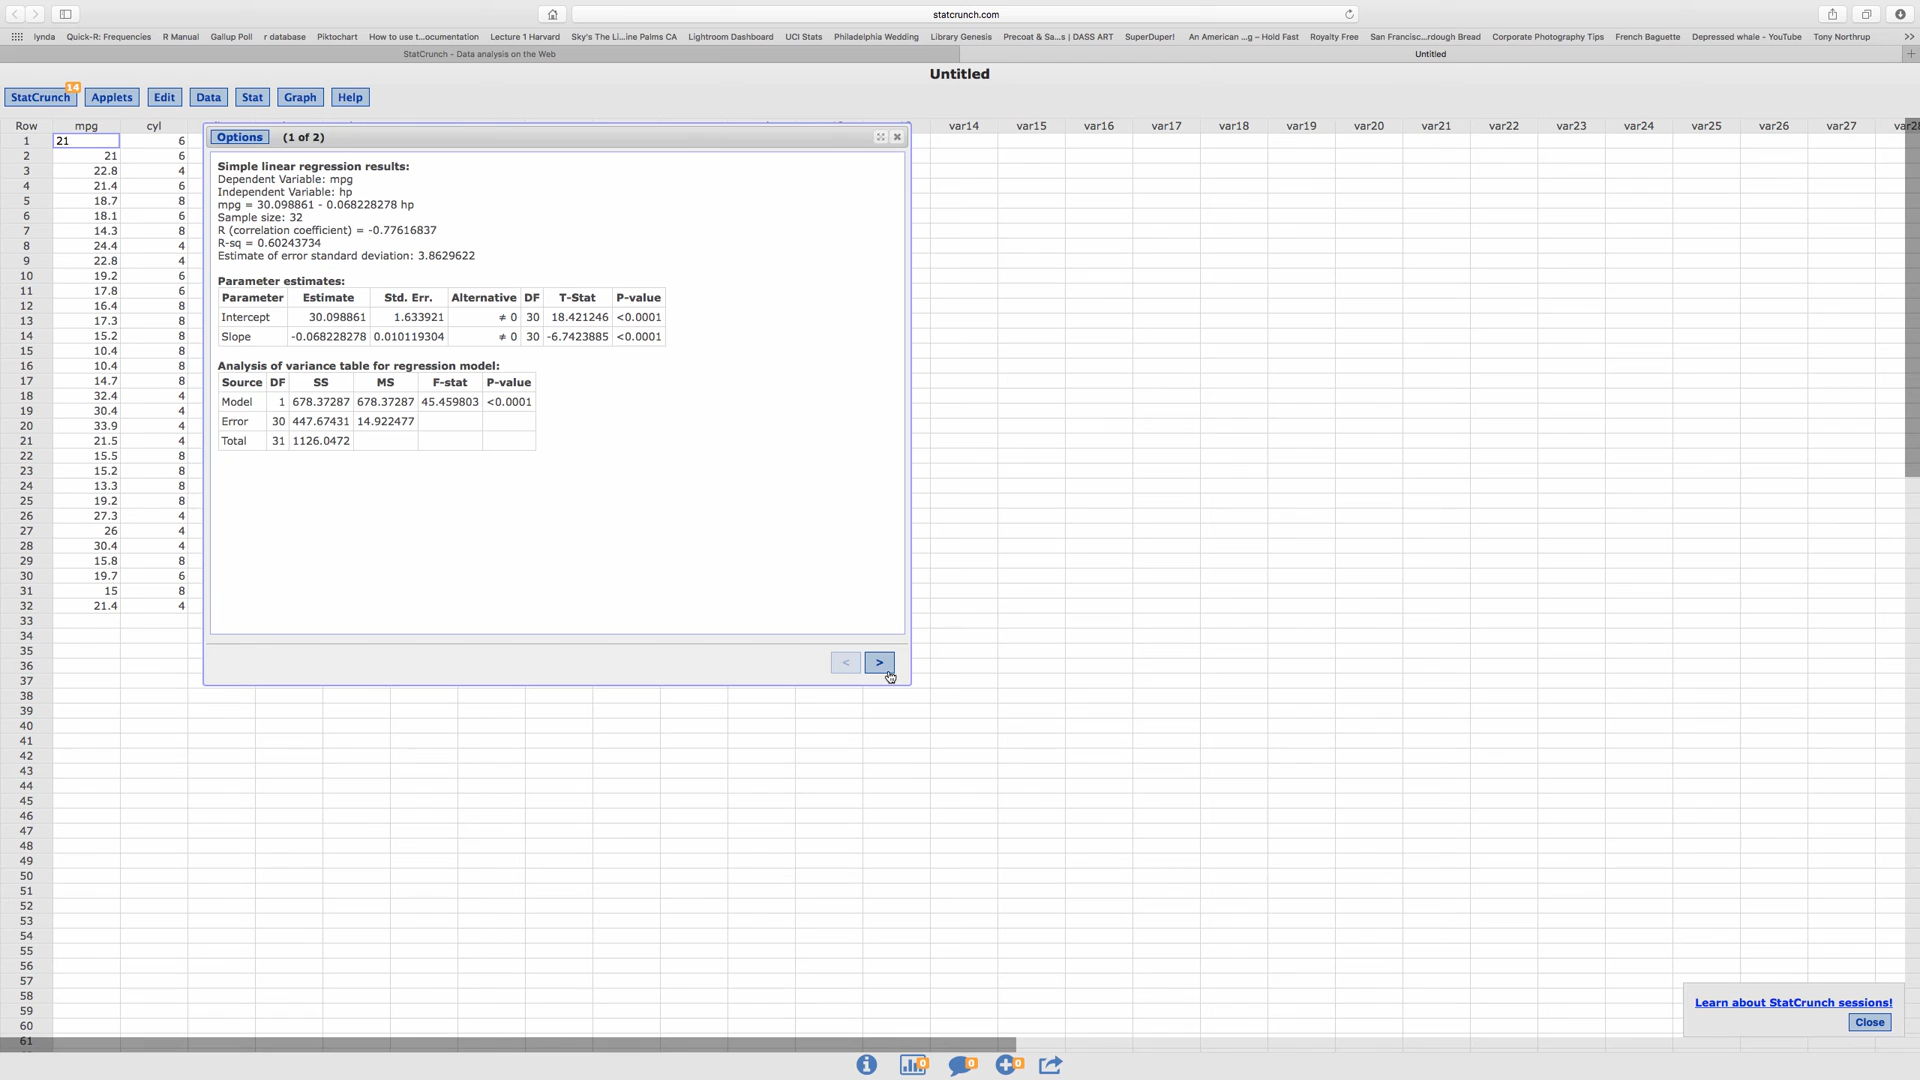 statcrunch.com
lynda Quick-R: Frequencies R Manual Gallup Poll r database Piktochart How to use t...ocumentation Lecture 1 Harvard Sky's The Li...ine Palms CA Lightroom Dashboard UCI Stats Philadelphia Wedding Library Genesis Precoat & Sa...s | DASS ART SuperDuper! An American ...g – Hold Fast Royalty Free San Francisc...rdough Bread Corporate Photography Tips French Baguette Depressed whale - YouTube Tony Northrup >>
StatCrunch - Data analysis on the Web Untitled +
Untitled
StatCrunch 14 Applets Edit Data Stat Graph Help
Row mpg cyl var14 var15 var16 var17 var18 var19 var20 var21 var22 var23 var24 var25 var26 var27 var28
Options (1 of 2)
1 21 6
2 21 6
3 22.8 4
4 21.4 6
5 18.7 8
6 18.1 6
7 14.3 8
8 24.4 4
9 22.8 4
10 19.2 6
11 17.8 6
12 16.4 8
13 17.3 8
14 15.2 8
15 10.4 8
16 10.4 8
17 14.7 8
18 32.4 4
19 30.4 4
20 33.9 4
21 21.5 4
22 15.5 8
23 15.2 8
24 13.3 8
25 19.2 8
26 27.3 4
27 26 4
28 30.4 4
29 15.8 8
30 19.7 6
31 15 8
32 21.4 4
33
34
35
36
37
38
39
40
41
42
43
44
45
46
47
48
49
50
51
52
53
54
55
56
57
58
59
60
61
Simple linear regression results:
Dependent Variable: mpg
Independent Variable: hp
mpg = 30.098861 - 0.068228278 hp
Sample size: 32
R (correlation coefficient) = -0.77616837
R-sq = 0.60243734
Estimate of error standard deviation: 3.8629622
Parameter estimates:
Parameter Estimate Std. Err. Alternative DF T-Stat P-value
Intercept 30.098861 1.633921 ≠ 0 30 18.421246 <0.0001
Slope -0.068228278 0.010119304 ≠ 0 30 -6.7423885 <0.0001
Analysis of variance table for regression model:
Source DF SS MS F-stat P-value
Model 1 678.37287 678.37287 45.459803 <0.0001
Error 30 447.67431 14.922477
Total 31 1126.0472
< >
Learn about StatCrunch sessions!
Close
0 0 0